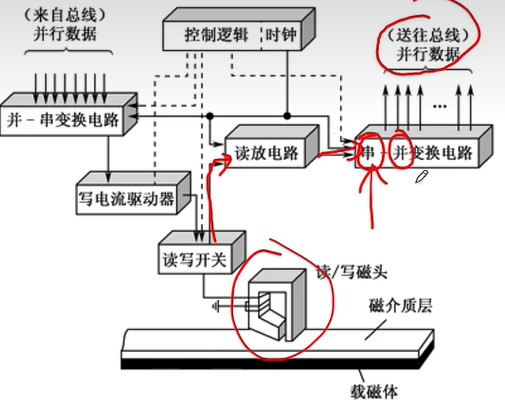 （来自总线）
并行数据
控制逻辑
时钟
（送往总线）
并行数据
...
并-串变换电路
读放电路
串-并变换电路
写电流驱动器
读写开关
读/写磁头
磁介质层
载磁体